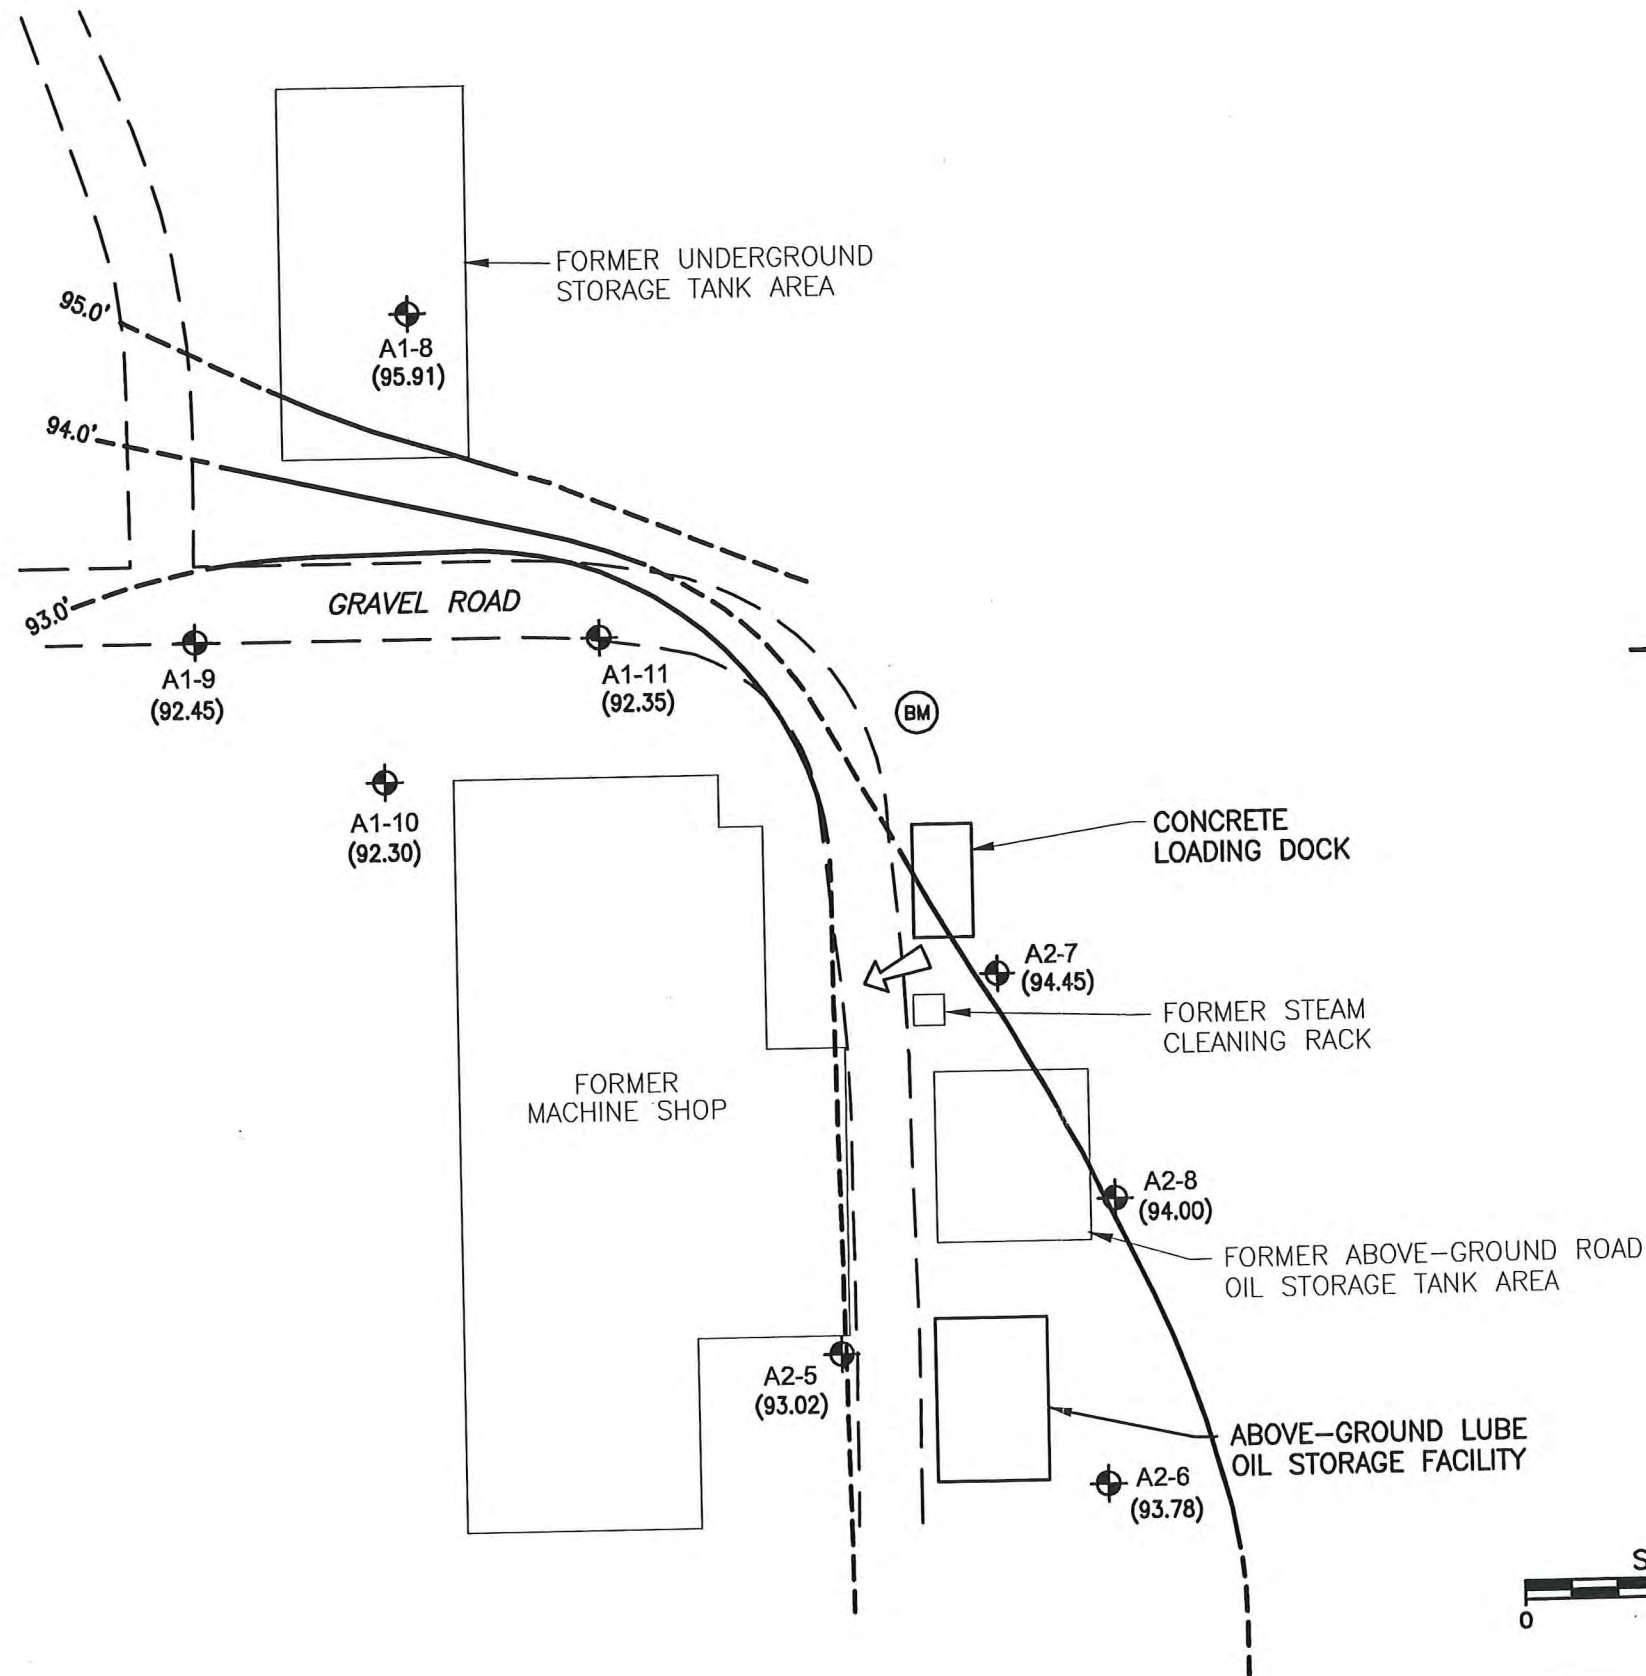 FORMER UNDERGROUND
STORAGE TANK AREA
95.0'
A1-8
(95.91)
94.0'
93.0'
GRAVEL ROAD
A1-9
(92.45)
A1-11
(92.35)
BM
A1-10
(92.30)
CONCRETE
LOADING DOCK
A2-7
(94.45)
FORMER STEAM
CLEANING RACK
FORMER
MACHINE SHOP
A2-8
(94.00)
FORMER ABOVE-GROUND ROAD
OIL STORAGE TANK AREA
A2-5
(93.02)
ABOVE-GROUND LUBE
OIL STORAGE FACILITY
A2-6
(93.78)
S
0